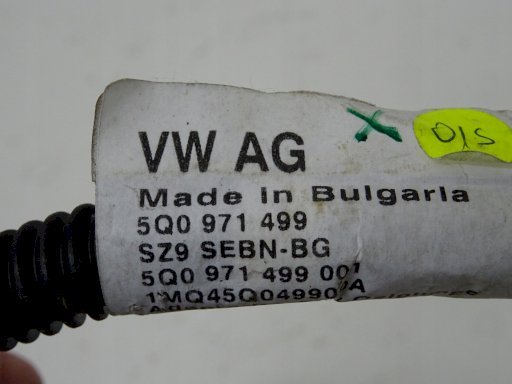 VW AG
Made In Bulgaria
5Q0 971 499
SZ9 SEBN-BG
5Q0 971 499 001